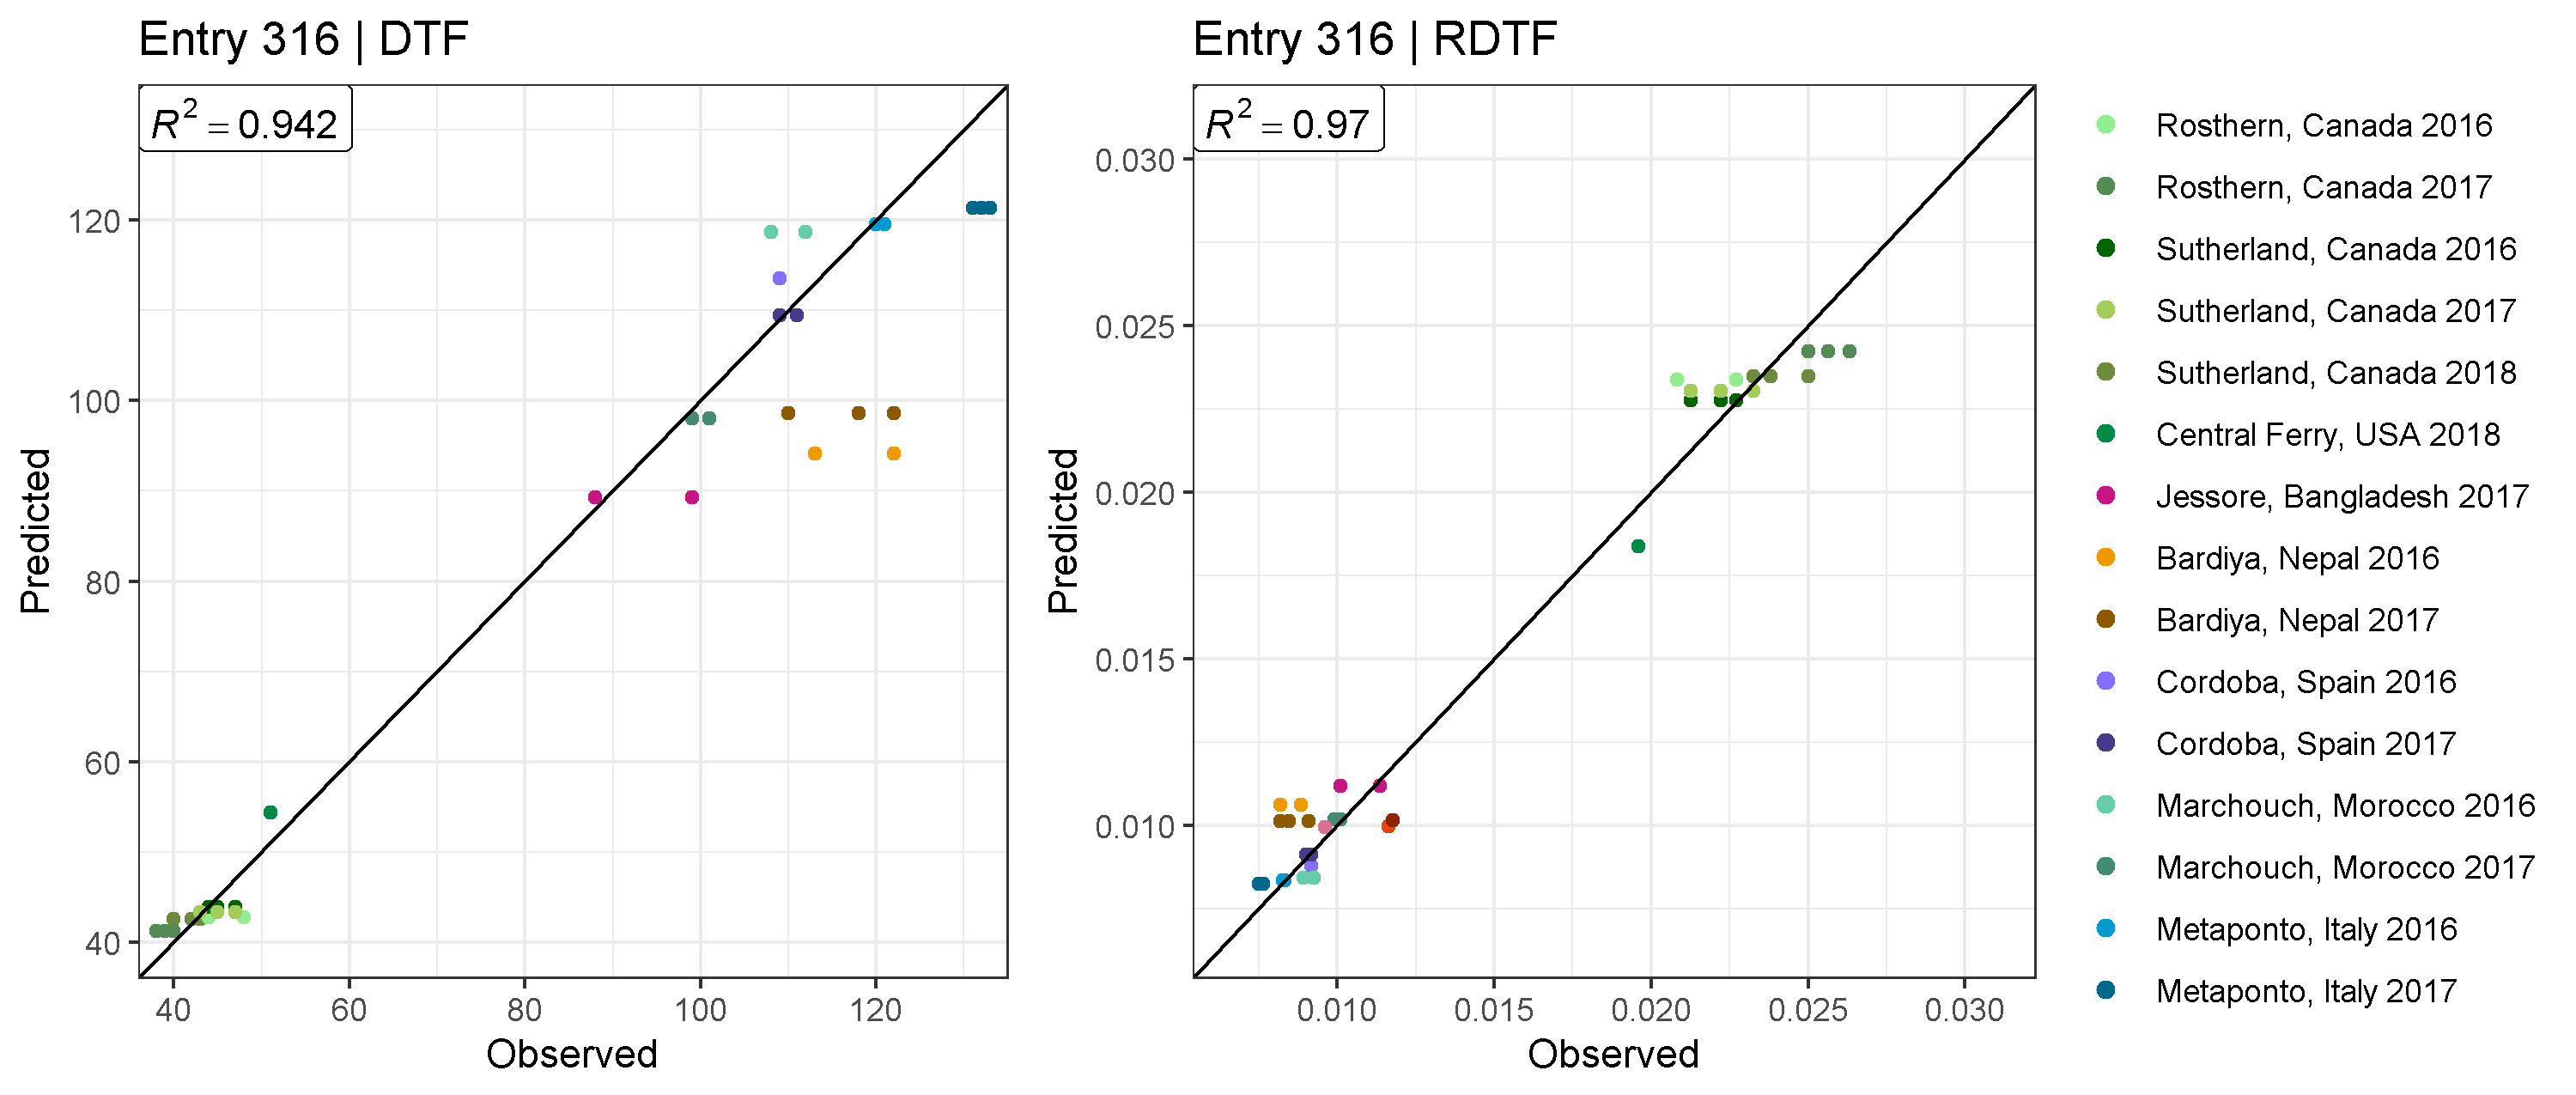 Entry 316 | DTF
R² = 0.942
120
100
80
60
40
40 60 80 100 120
Predicted
Observed
Entry 316 | RDTF
R² = 0.97
0.030
0.025
0.020
0.015
0.010
0.010 0.015 0.020 0.025 0.030
Predicted
Observed
Rosthern, Canada 2016
Rosthern, Canada 2017
Sutherland, Canada 2016
Sutherland, Canada 2017
Sutherland, Canada 2018
Central Ferry, USA 2018
Jessore, Bangladesh 2017
Bardiya, Nepal 2016
Bardiya, Nepal 2017
Cordoba, Spain 2016
Cordoba, Spain 2017
Marchouch, Morocco 2016
Marchouch, Morocco 2017
Metaponto, Italy 2016
Metaponto, Italy 2017